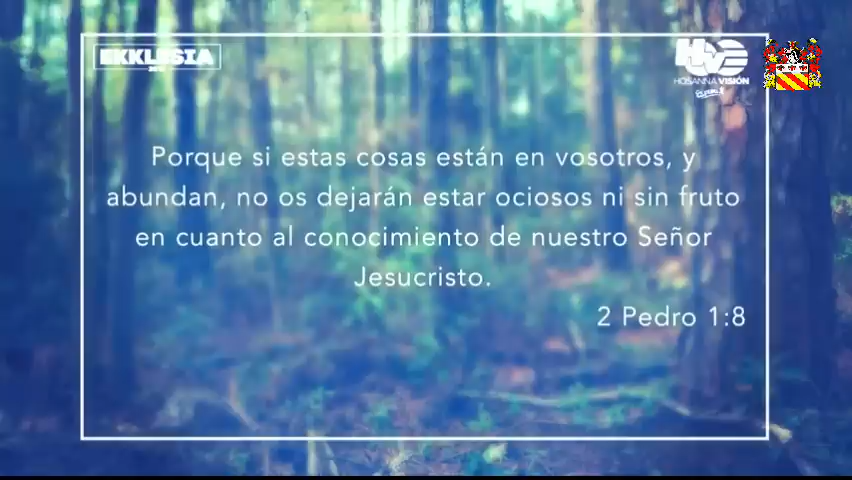 EKKLESIA
HOSANNA VISIÓN
Porque si estas cosas están en vosotros, y
abundan, no os dejarán estar ociosos ni sin fruto
en cuanto al conocimiento de nuestro Señor
Jesucristo.
2 Pedro 1:8